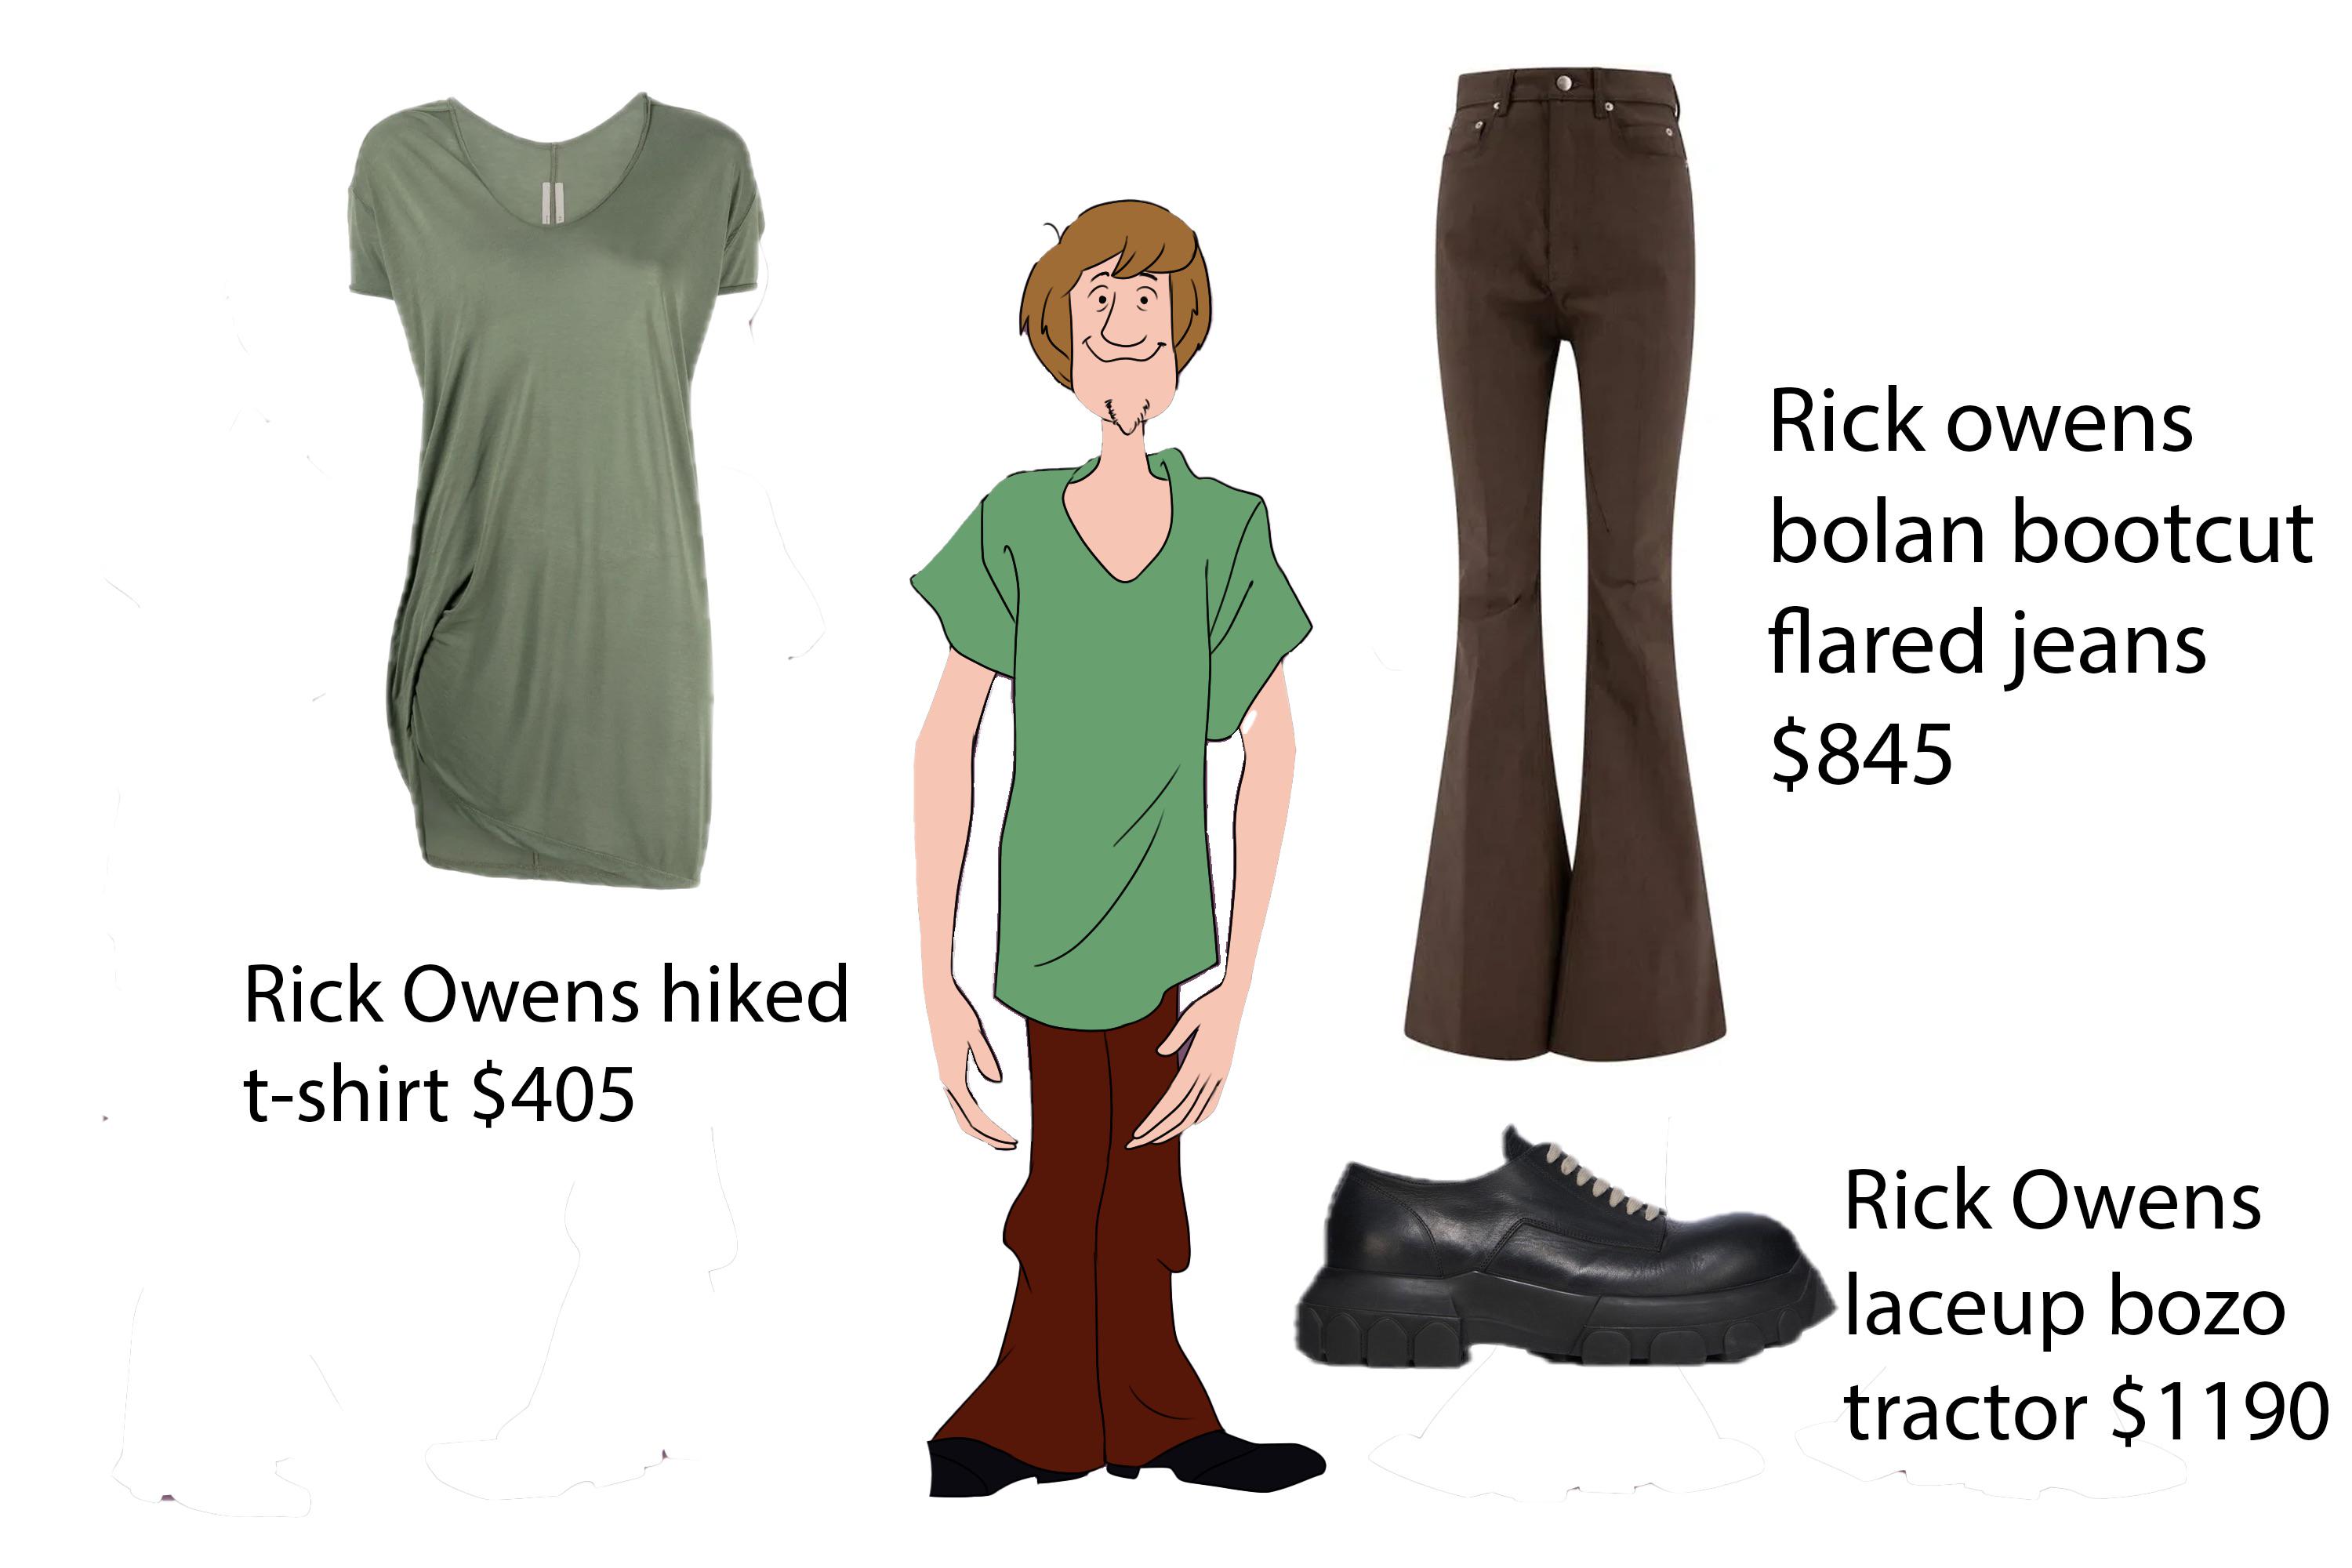 Rick Owens hiked
t-shirt $405
Rick owens
bolan bootcut
flared jeans
$845
Rick Owens
laceup bozo
tractor $1190